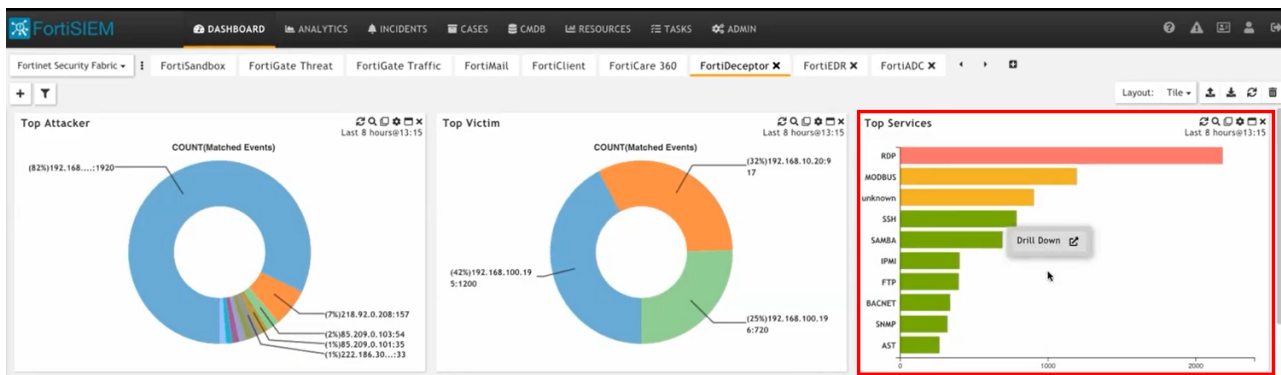 FortiSIEM DASHBOARD ANALYTICS INCIDENTS CASES CMDB RESOURCES TASKS ADMIN
Fortinet Security Fabric FortiSandbox FortiGate Threat FortiGate Traffic FortiMail FortiClient FortiCare 360 FortiDeceptor FortiEDR FortiADC
Layout: Tile
Top Attacker
Last 8 hours@13:15
COUNT(Matched Events)
(82%)192.168....:1920
(7%)218.92.0.208:157
(2%)85.209.0.103:54
(1%)85.209.0.101:35
(1%)222.186.30...:33
Top Victim
Last 8 hours@13:15
COUNT(Matched Events)
(32%)192.168.10.20:9
17
(42%)192.168.100.19
5:1200
(25%)192.168.100.19
6:720
Top Services
Last 8 hours@13:15
RDP
MODBUS
unknown
SSH
SAMBA
IPMI
FTP
BACNET
SNMP
AST
Drill Down
0 1000 2000